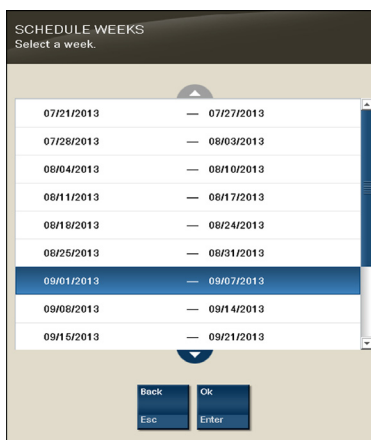 SCHEDULE WEEKS
Select a week.
07/21/2013 — 07/27/2013
07/28/2013 — 08/03/2013
08/04/2013 — 08/10/2013
08/11/2013 — 08/17/2013
08/18/2013 — 08/24/2013
08/25/2013 — 08/31/2013
09/01/2013 — 09/07/2013
09/08/2013 — 09/14/2013
09/15/2013 — 09/21/2013
Back Ok
Esc Enter